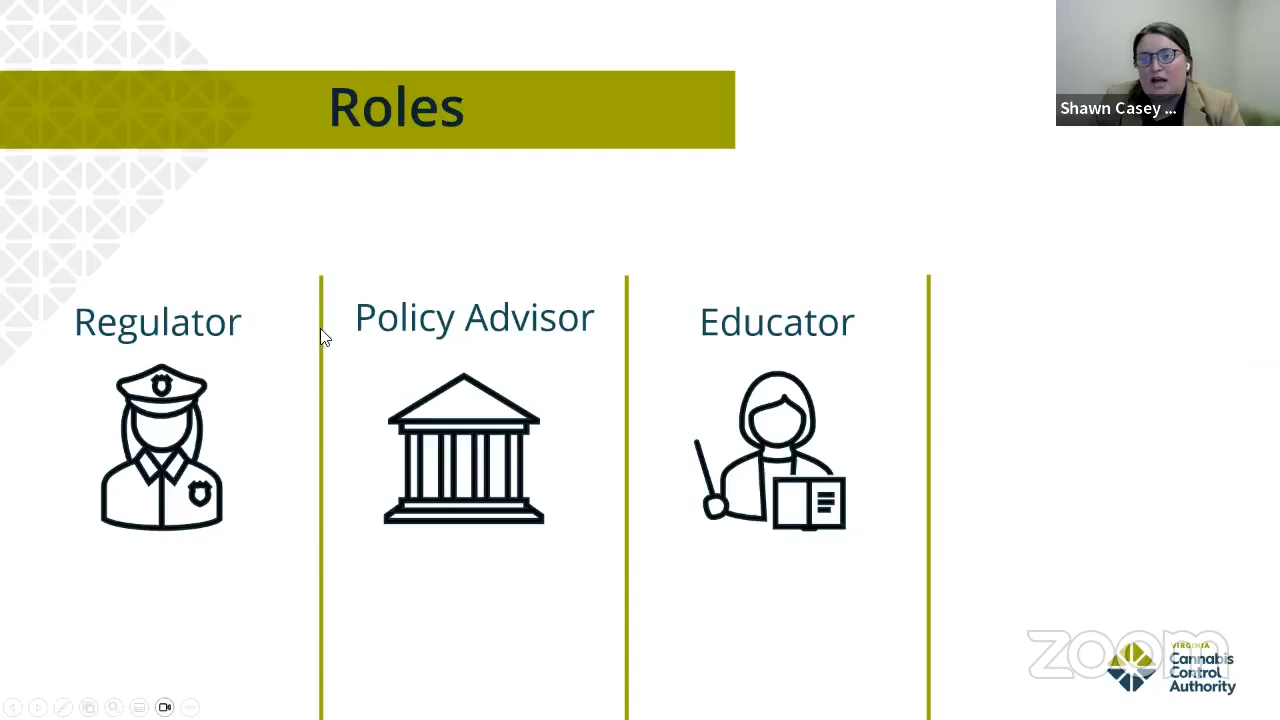 Roles
Shawn Casey ...
Regulator
Policy Advisor
Educator
zoom
VIRGINIA
Cannabis
Control
Authority